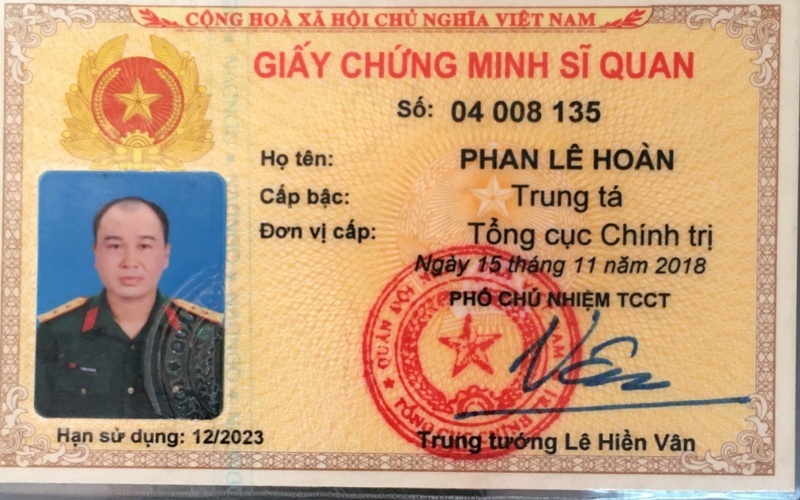 CỘNG HOÀ XÃ HỘI CHỦ NGHĨA VIỆT NAM
GIẤY CHỨNG MINH SĨ QUAN
Số: 04 008 135
Họ tên: PHAN LÊ HOÀN
Cấp bậc: Trung tá
Đơn vị cấp: Tổng cục Chính trị
Ngày 15 tháng 11 năm 2018
PHÓ CHỦ NHIỆM TCCT
Hạn sử dụng: 12/2023
Trung tướng Lê Hiền Vân